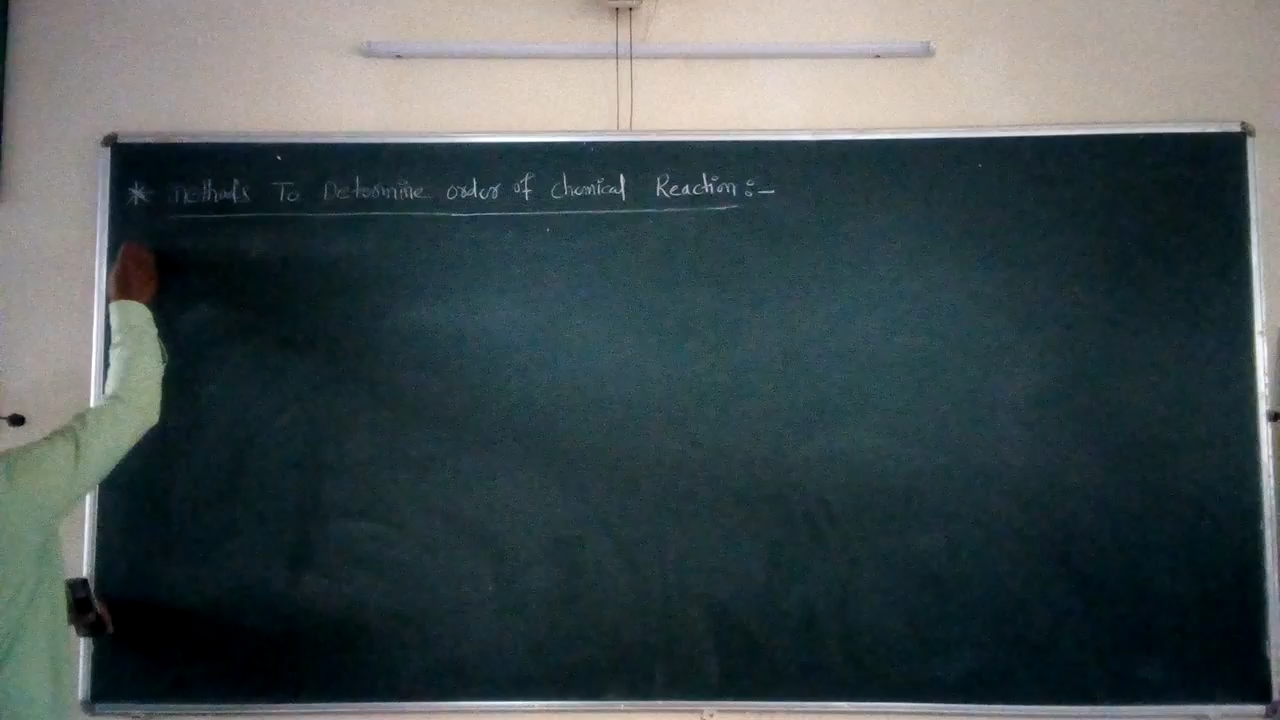 * Methods To Determine order of Chemical Reaction :-